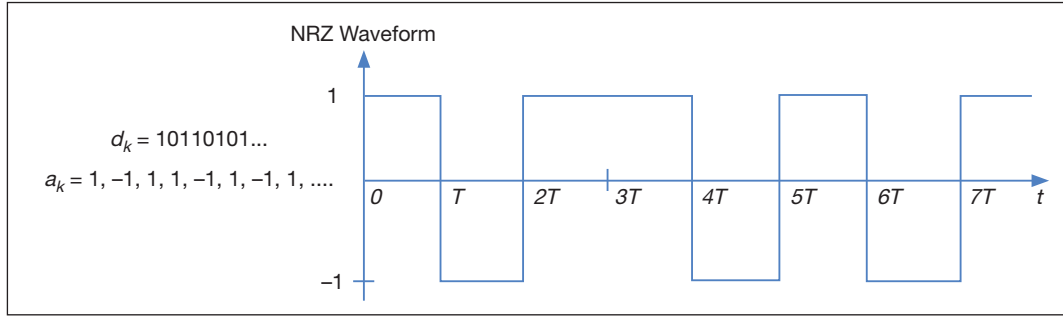 NRZ Waveform
1
d_k = 10110101...
a_k = 1, –1, 1, 1, –1, 1, –1, 1, ....
0 T 2T 3T 4T 5T 6T 7T t
–1